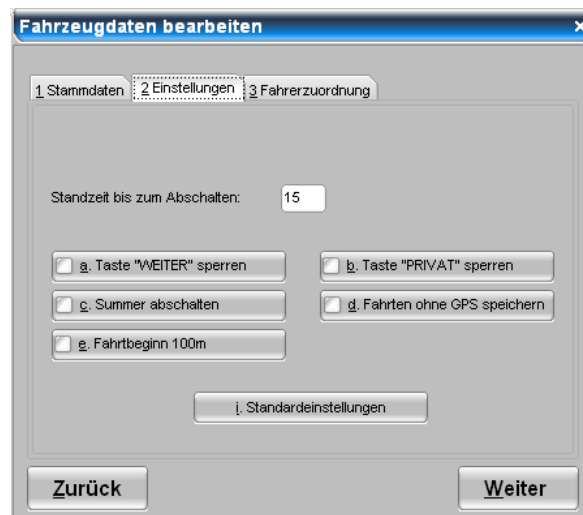 Fahrzeugdaten bearbeiten
1 Stammdaten 2 Einstellungen 3 Fahrerzuordnung
Standzeit bis zum Abschalten: 15
a. Taste "WEITER" sperren b. Taste "PRIVAT" sperren
c. Summer abschalten d. Fahrten ohne GPS speichern
e. Fahrtbeginn 100m
i. Standardeinstellungen
Zurück Weiter